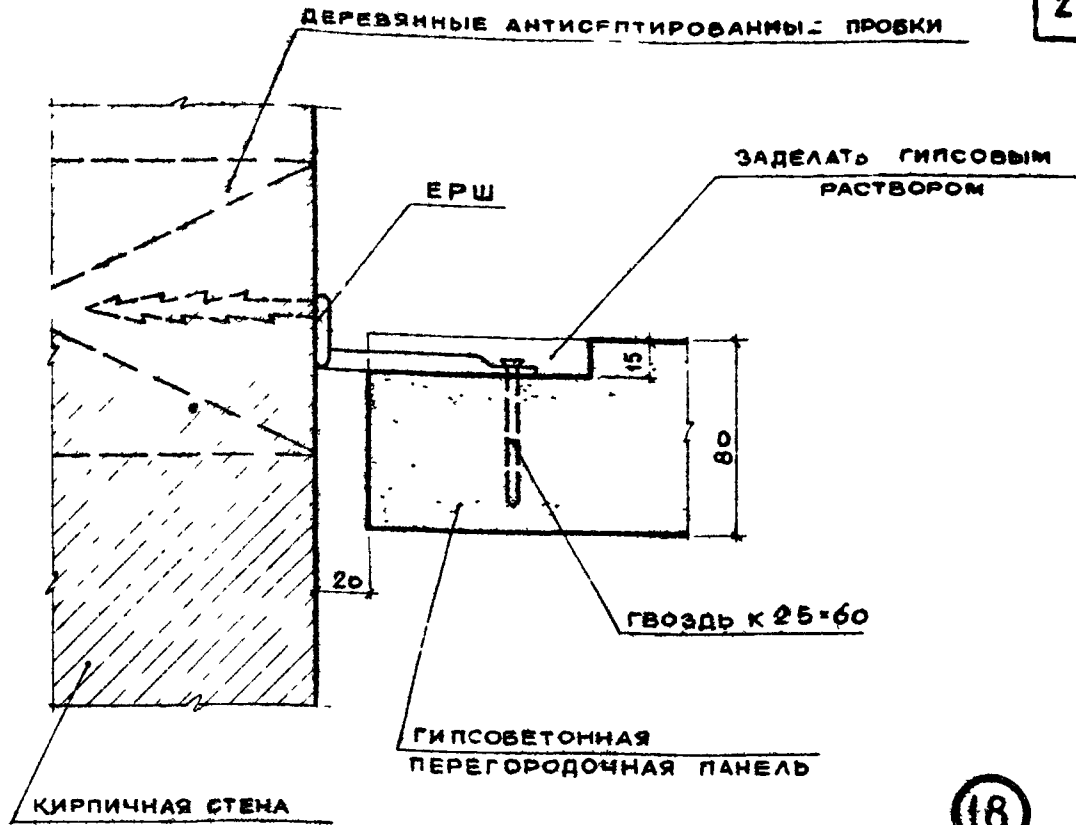 ДЕРЕВЯННЫЕ АНТИСЕПТИРОВАННЫЕ ПРОБКИ
2
ЗАДЕЛАТЬ ГИПСОВЫМ
РАСТВОРОМ
ЕРШ
15
80
20
ГВОЗДЬ К 25×60
ГИПСОБЕТОННАЯ
ПЕРЕГОРОДОЧНАЯ ПАНЕЛЬ
КИРПИЧНАЯ СТЕНА
18